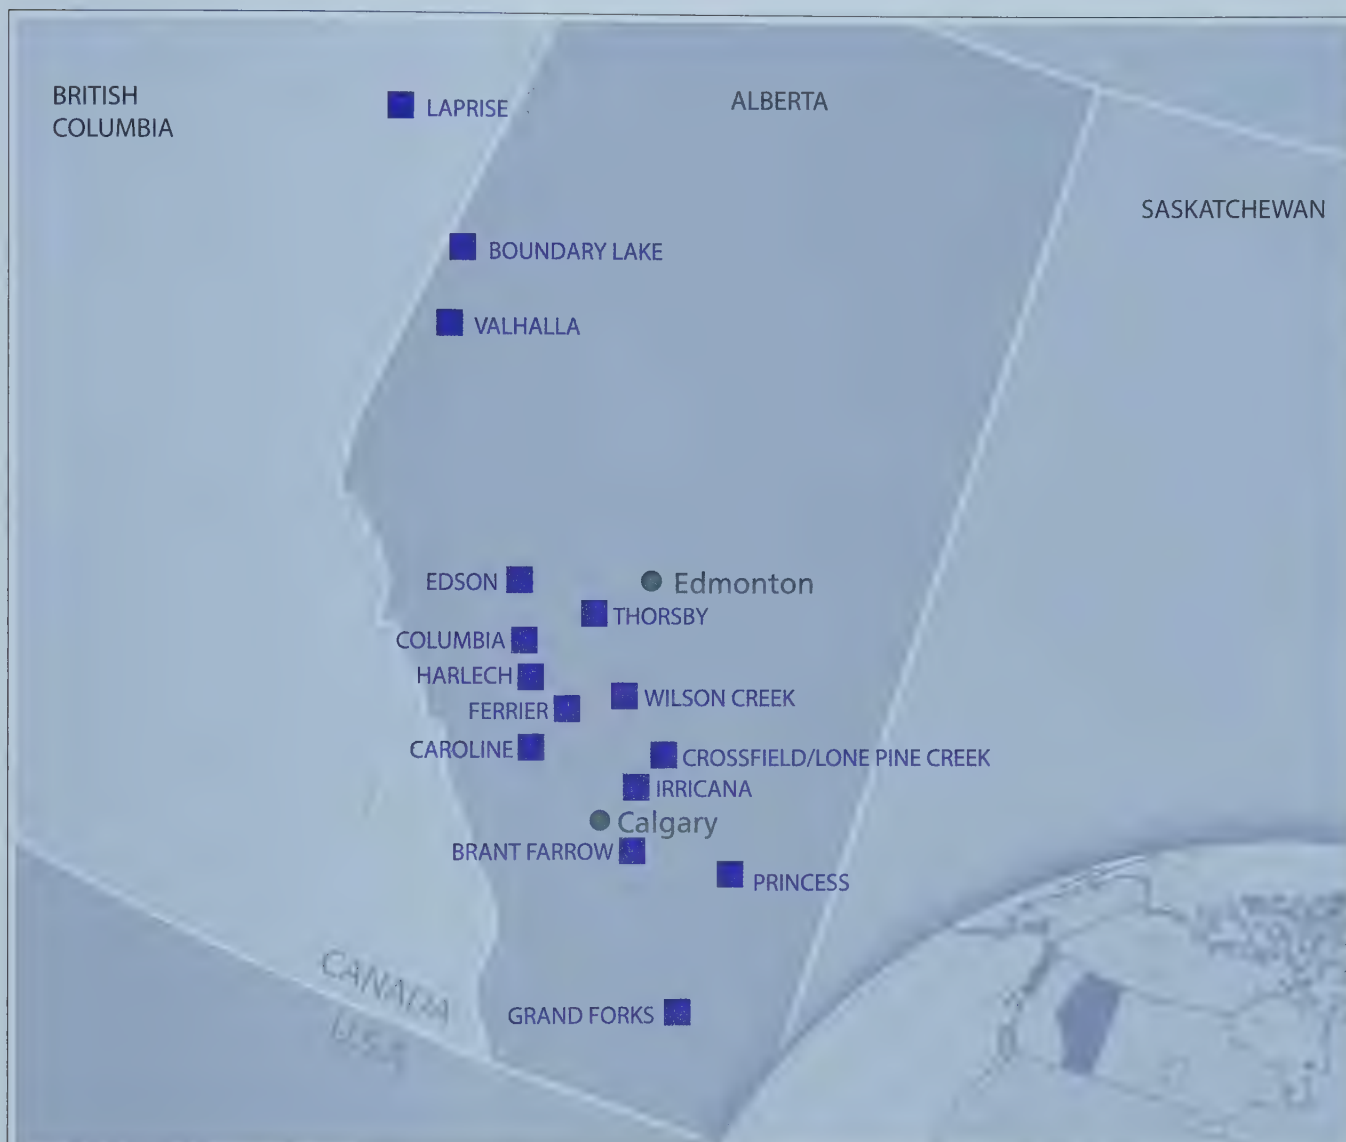 BRITISH
COLUMBIA
LAPRISE
ALBERTA
SASKATCHEWAN
BOUNDARY LAKE
VALHALLA
EDSON
Edmonton
THORSBY
COLUMBIA
HARLECH
WILSON CREEK
FERRIER
CAROLINE
CROSSFIELD/LONE PINE CREEK
IRRICANA
Calgary
BRANT FARROW
PRINCESS
CANADA
U.S.A
GRAND FORKS